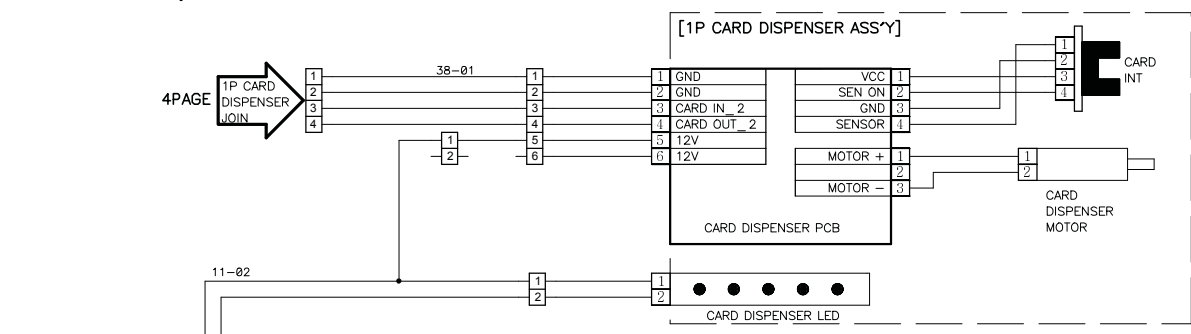 [1P CARD DISPENSER ASS'Y]
4PAGE
1P CARD
DISPENSER
JOIN
1
2
3
4
38-01
1
2
3
4
5
6
1
2
1 GND
2 GND
3 CARD IN_2
4 CARD OUT_2
5 12V
6 12V
VCC 1
SEN ON 2
GND 3
SENSOR 4
MOTOR + 1
2
MOTOR - 3
CARD DISPENSER PCB
1
2
3
4
CARD
INT
1
2
CARD
DISPENSER
MOTOR
11-02
1
2
1
2
CARD DISPENSER LED